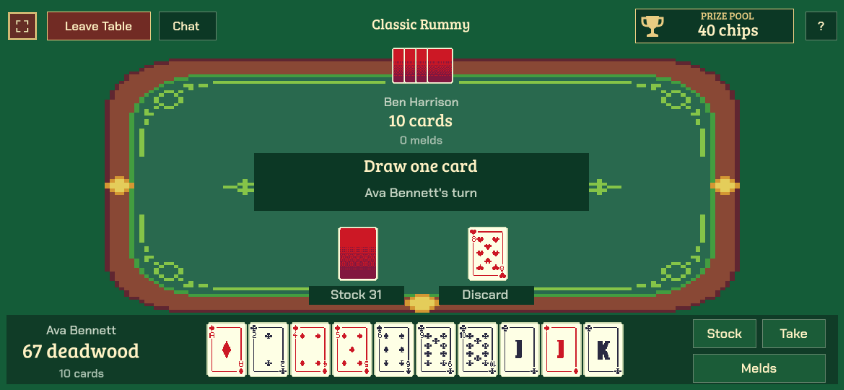 Leave Table
Chat
Classic Rummy
PRIZE POOL
40 chips
?
Ben Harrison
10 cards
0 melds
Draw one card
Ava Bennett's turn
8
Stock 31
Discard
Ava Bennett
67 deadwood
10 cards
J
J
K
Stock
Take
Melds